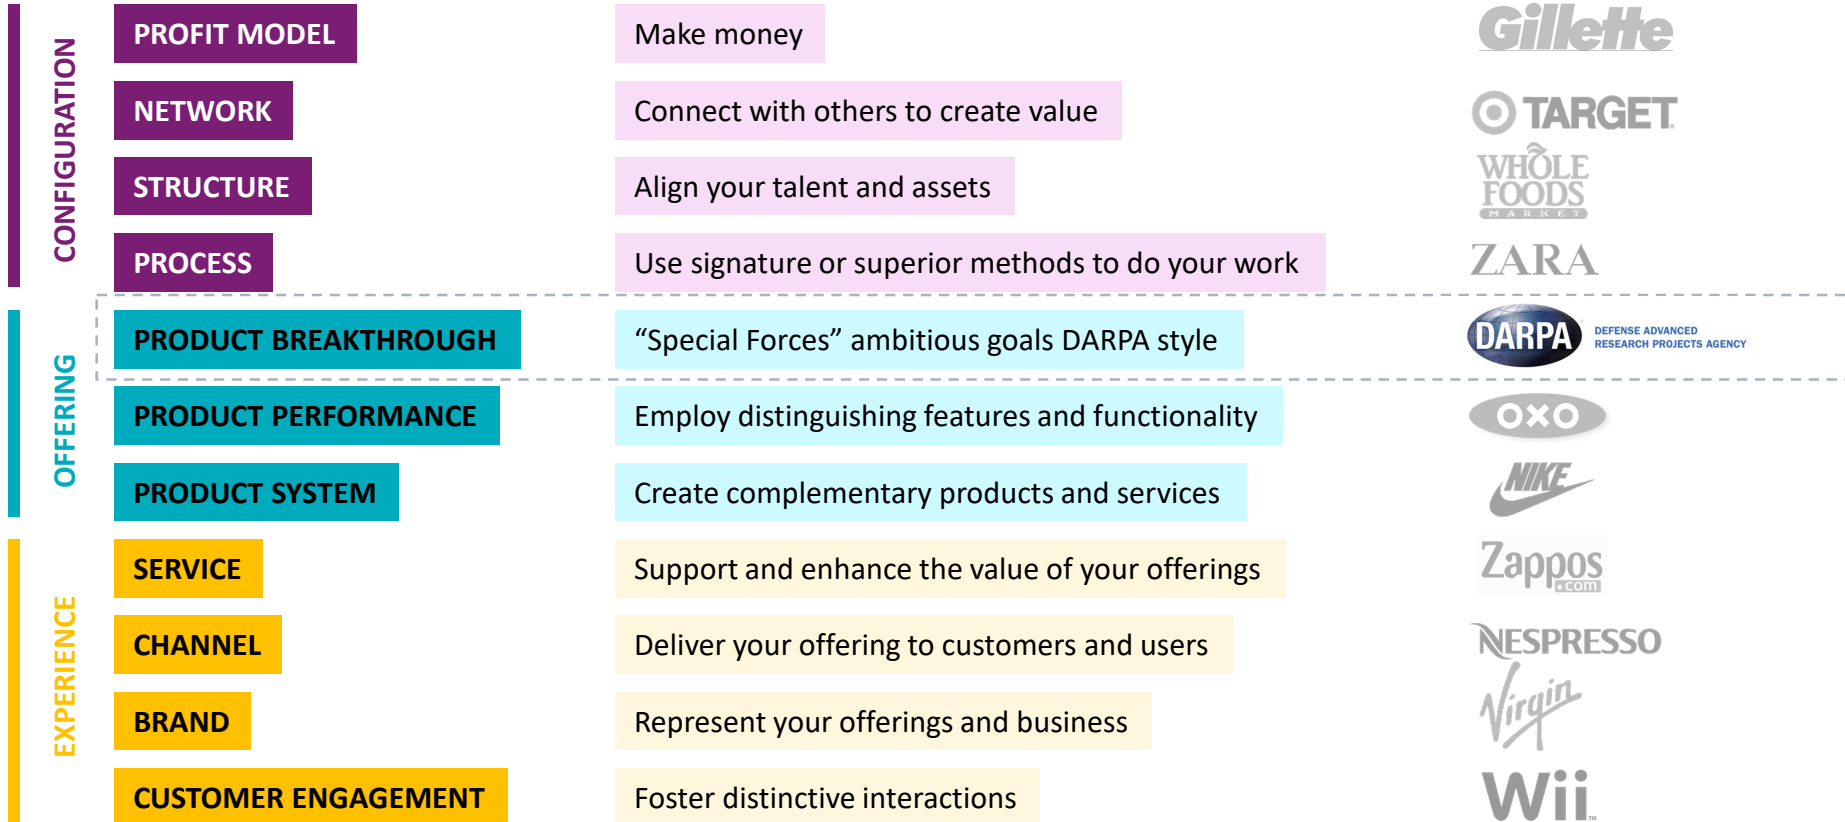 CONFIGURATION
PROFIT MODEL
Make money
Gillette
NETWORK
Connect with others to create value
TARGET
STRUCTURE
Align your talent and assets
WHOLE
FOODS
MARKET
PROCESS
Use signature or superior methods to do your work
ZARA
OFFERING
PRODUCT BREAKTHROUGH
“Special Forces” ambitious goals DARPA style
DARPA
DEFENSE ADVANCED
RESEARCH PROJECTS AGENCY
PRODUCT PERFORMANCE
Employ distinguishing features and functionality
OXO
PRODUCT SYSTEM
Create complementary products and services
NIKE
EXPERIENCE
SERVICE
Support and enhance the value of your offerings
Zappos
.com
CHANNEL
Deliver your offering to customers and users
NESPRESSO
BRAND
Represent your offerings and business
Virgin
CUSTOMER ENGAGEMENT
Foster distinctive interactions
Wii™